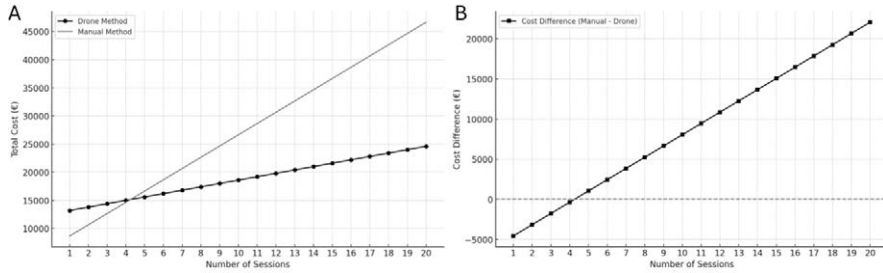 A
Drone Method
Manual Method
45000
40000
35000
30000
25000
20000
15000
10000
Total Cost (€)
1 2 3 4 5 6 7 8 9 10 11 12 13 14 15 16 17 18 19 20
Number of Sessions
B
Cost Difference (Manual - Drone)
20000
15000
10000
5000
0
−5000
Cost Difference (€)
1 2 3 4 5 6 7 8 9 10 11 12 13 14 15 16 17 18 19 20
Number of Sessions